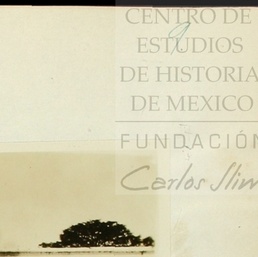 CENTRO DE
ESTUDIOS
DE HISTORIA
DE MEXICO
FUNDACIÓN
Carlos Slim